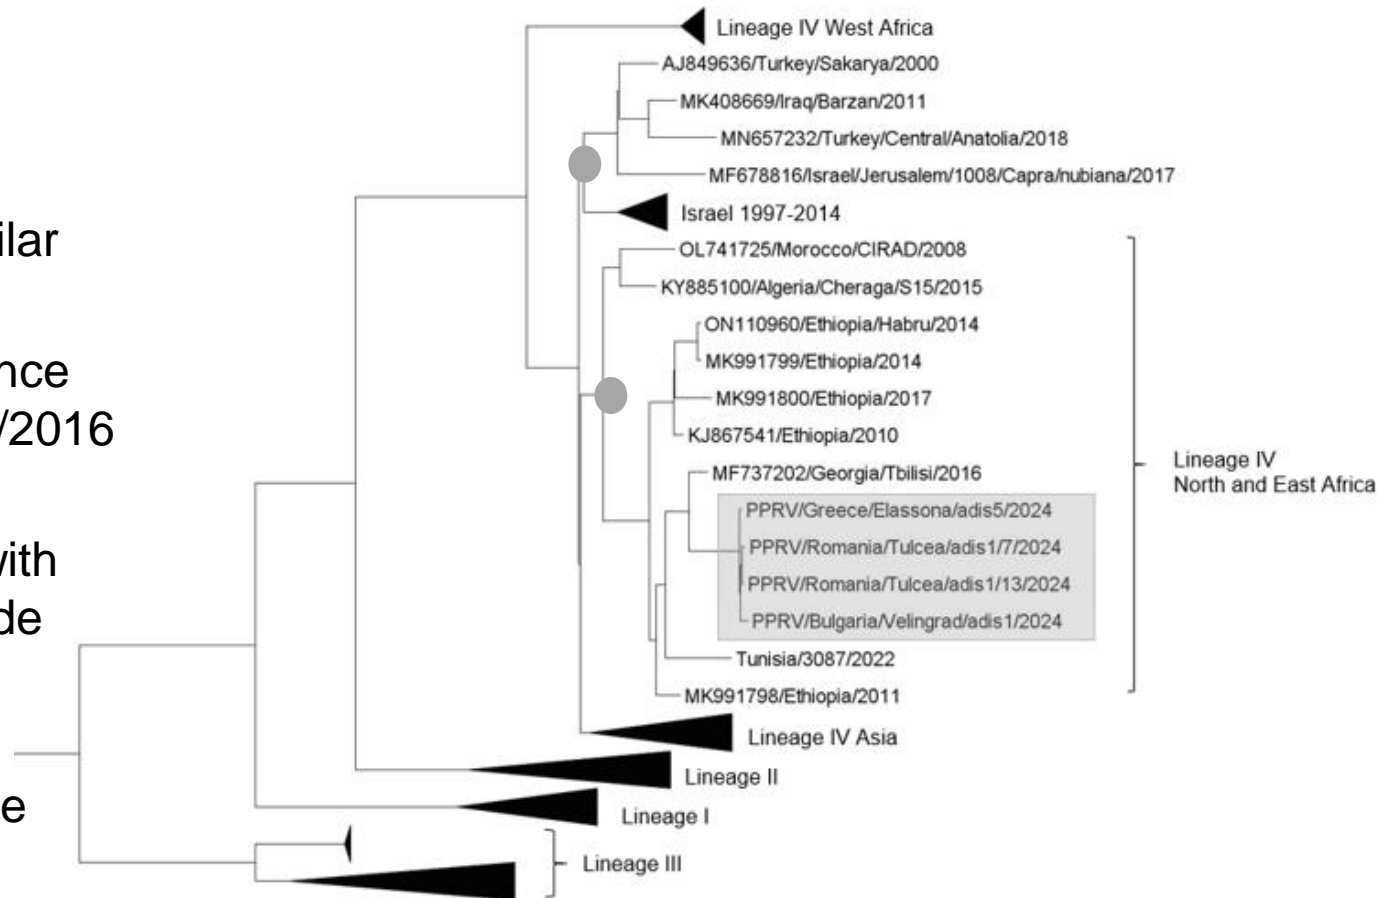 ilar
nce
/2016
with
de
e
Lineage IV West Africa
AJ849636/Turkey/Sakarya/2000
MK408669/Iraq/Barzan/2011
MN657232/Turkey/Central/Anatolia/2018
MF678816/Israel/Jerusalem/1008/Capra/nubiana/2017
Israel 1997-2014
OL741725/Morocco/CIRAD/2008
KY885100/Algeria/Cheraga/S15/2015
ON110960/Ethiopia/Habru/2014
MK991799/Ethiopia/2014
MK991800/Ethiopia/2017
KJ867541/Ethiopia/2010
MF737202/Georgia/Tbilisi/2016
PPRV/Greece/Elassona/adis5/2024
PPRV/Romania/Tulcea/adis1/7/2024
PPRV/Romania/Tulcea/adis1/13/2024
PPRV/Bulgaria/Velingrad/adis1/2024
Tunisia/3087/2022
MK991798/Ethiopia/2011
Lineage IV
North and East Africa
Lineage IV Asia
Lineage II
Lineage I
Lineage III